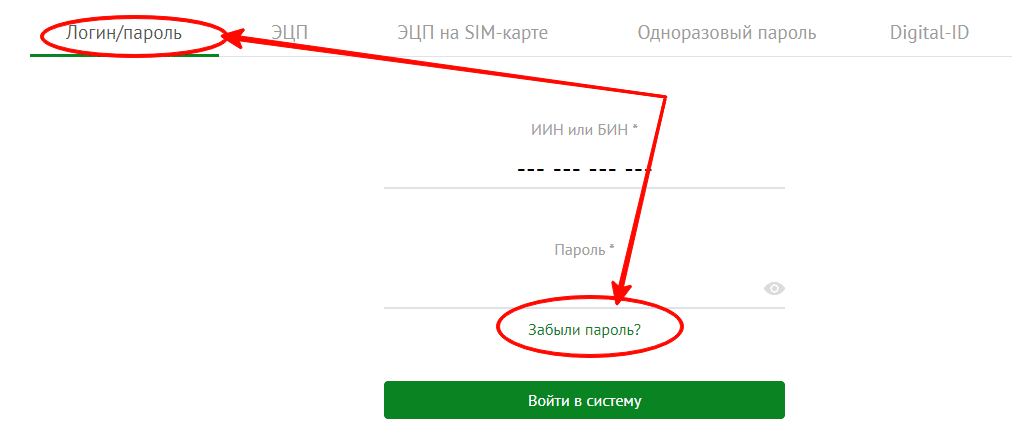 Логин/пароль ЭЦП ЭЦП на SIM-карте Одноразовый пароль Digital-ID
ИИН или БИН *
--- --- --- ---
Пароль *
Забыли пароль?
Войти в систему